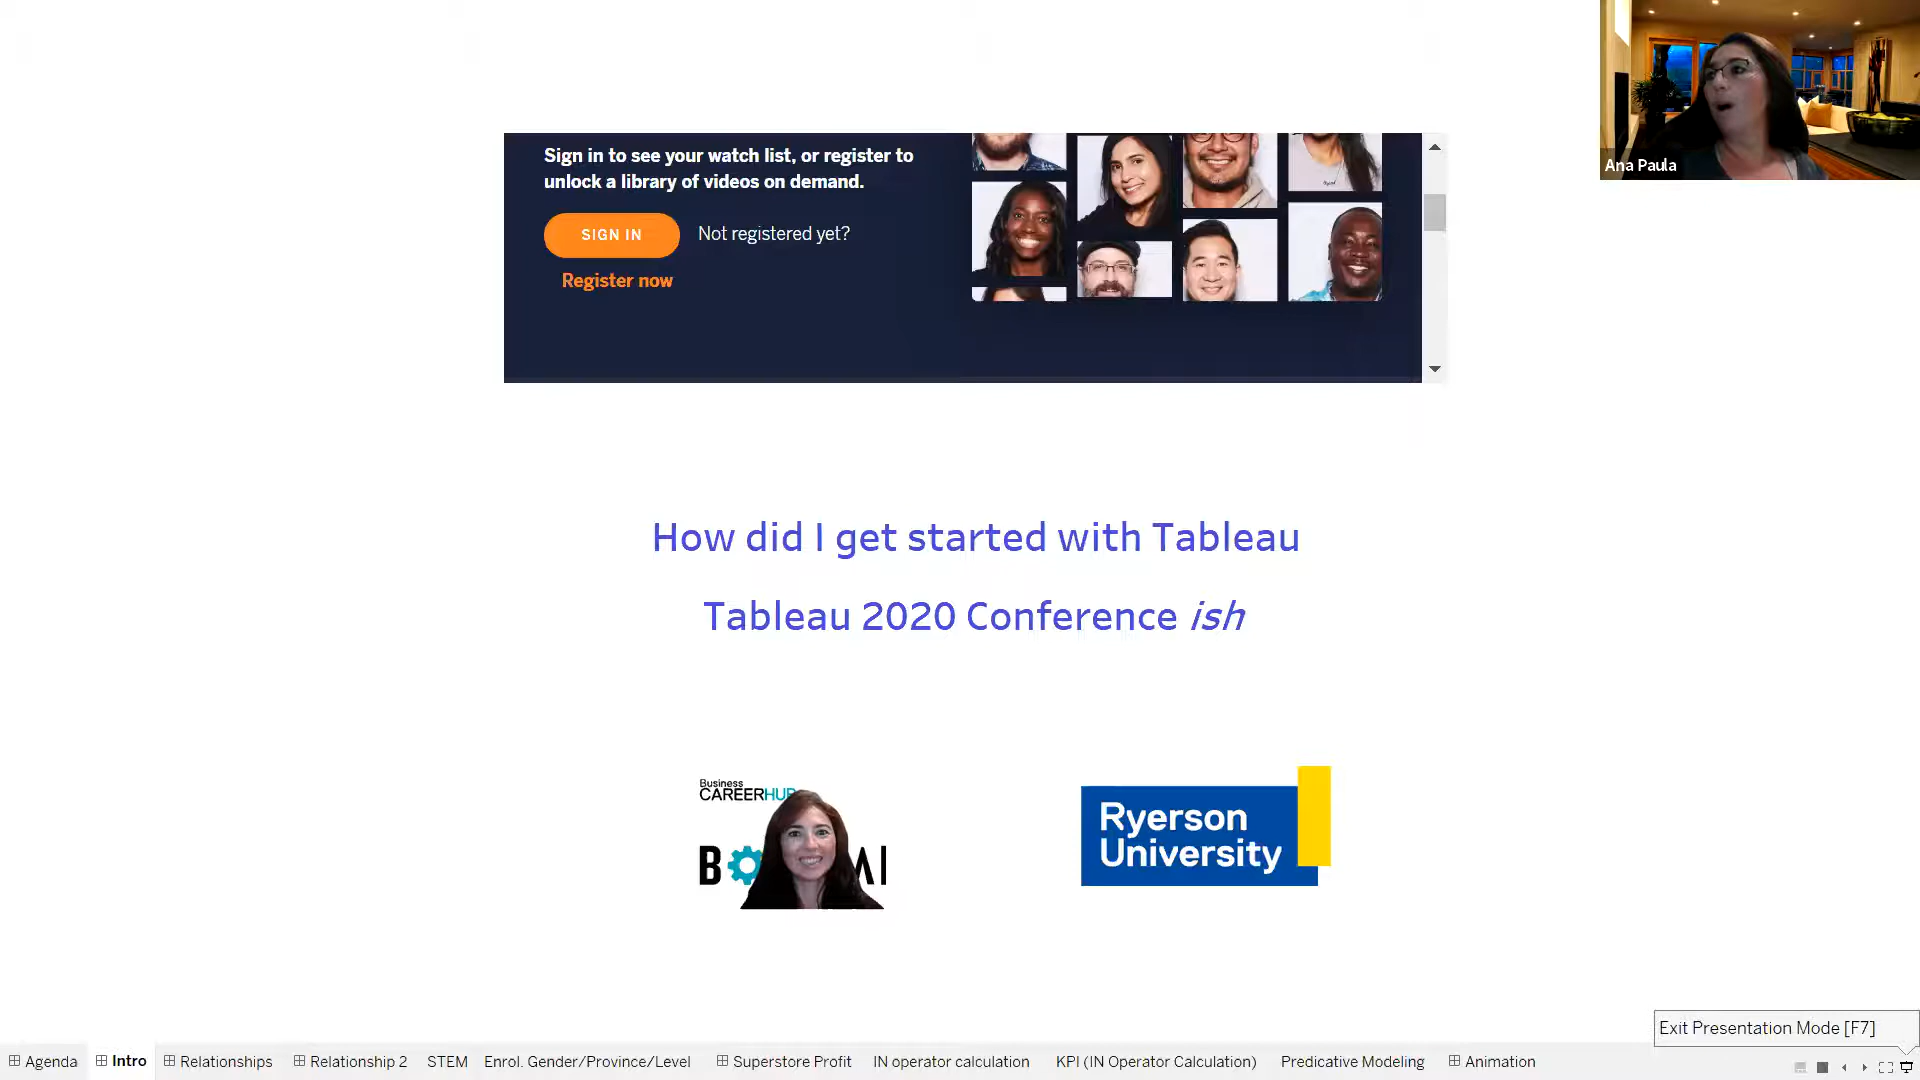 Ana Paula
Sign in to see your watch list, or register to
unlock a library of videos on demand.
SIGN IN Not registered yet?
Register now
How did I get started with Tableau
Tableau 2020 Conference ish
Business
CAREERHUB
Ryerson
University
Exit Presentation Mode [F7]
Agenda Intro Relationships Relationship 2 STEM Enrol. Gender/Province/Level Superstore Profit IN operator calculation KPI (IN Operator Calculation) Predicative Modeling Animation